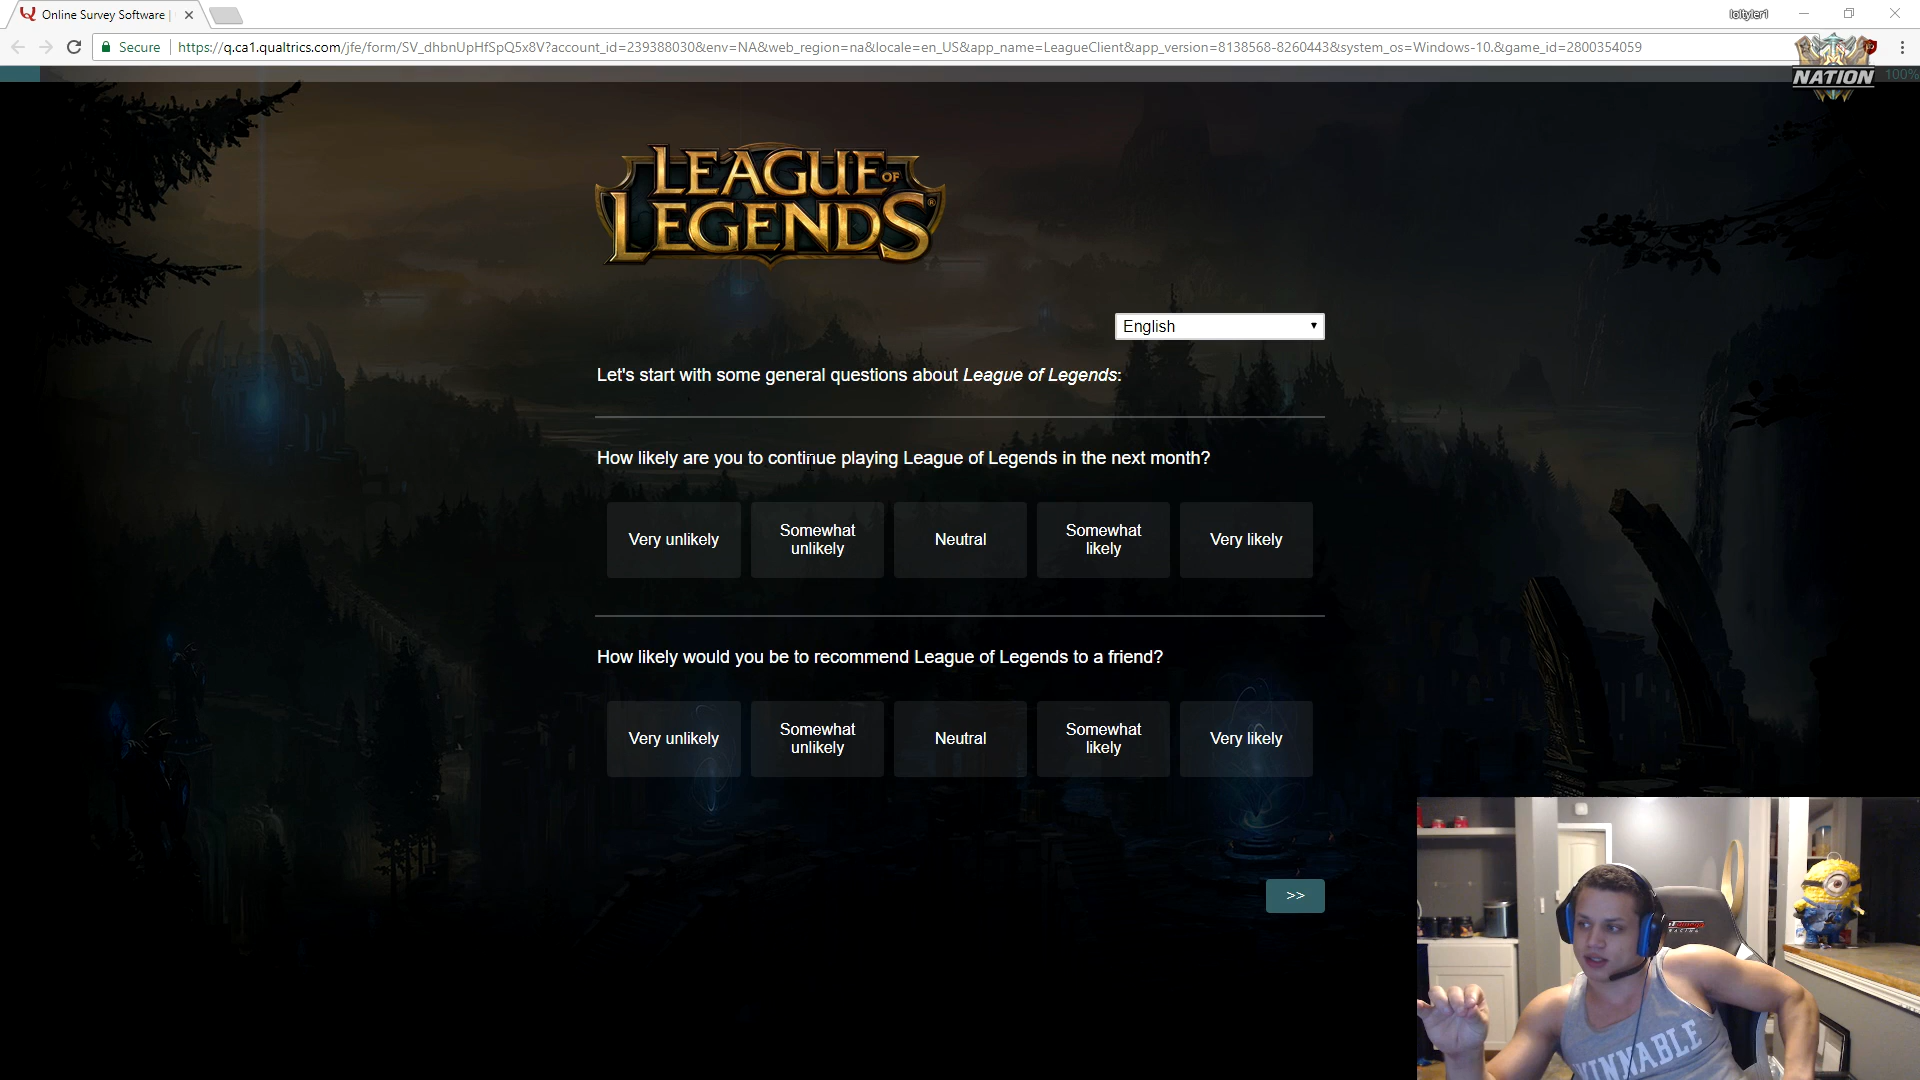 Online Survey Software |
loltyler1
Secure
https://q.ca1.qualtrics.com/jfe/form/SV_dhbnUpHfSpQ5x8V?account_id=239388030&env=NA&web_region=na&locale=en_US&app_name=LeagueClient&app_version=8138568-8260443&system_os=Windows-10.&game_id=2800354059
NATION
100%
LEAGUE OF
LEGENDS®
English
Let's start with some general questions about League of Legends:
How likely are you to continue playing League of Legends in the next month?
Very unlikely
Somewhat
unlikely
Neutral
Somewhat
likely
Very likely
How likely would you be to recommend League of Legends to a friend?
Very unlikely
Somewhat
unlikely
Neutral
Somewhat
likely
Very likely
>>
RACING